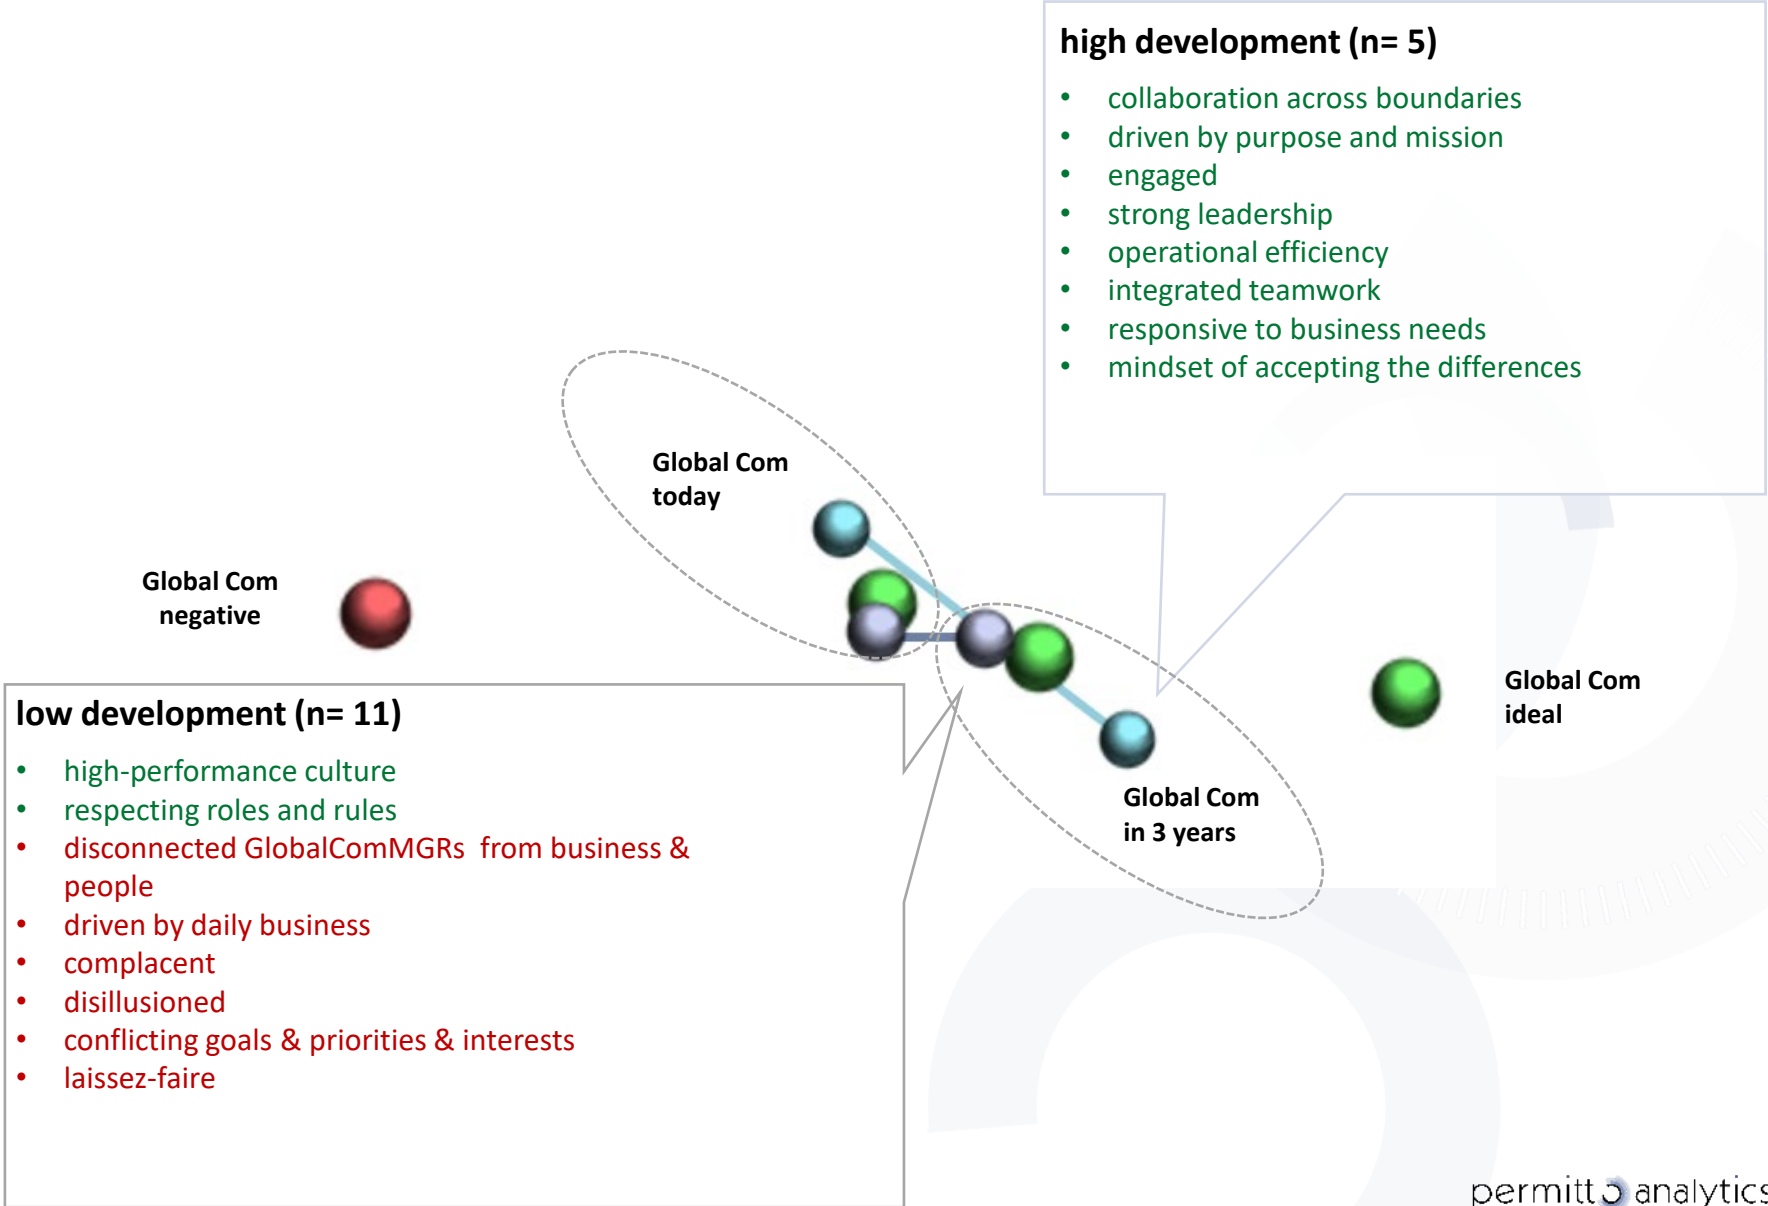 high development (n= 5)
• collaboration across boundaries
• driven by purpose and mission
• engaged
• strong leadership
• operational efficiency
• integrated teamwork
• responsive to business needs
• mindset of accepting the differences
Global Com
today
Global Com
negative
Global Com
ideal
Global Com
in 3 years
low development (n= 11)
• high-performance culture
• respecting roles and rules
• disconnected GlobalComMGRs from business &
people
• driven by daily business
• complacent
• disillusioned
• conflicting goals & priorities & interests
• laissez-faire
permitto analytics